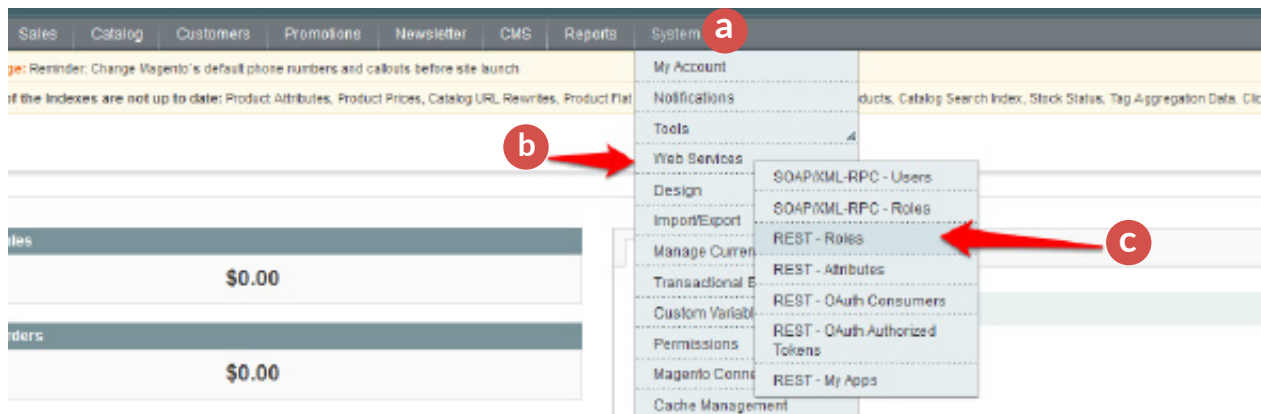 Sales Catalog Customers Promotions Newsletter CMS Reports System a
ge: Reminder: Change Magento's default phone numbers and callouts before site launch
My Account
of the Indexes are not up to date: Product Attributes, Product Prices, Catalog URL Rewrites, Product Flat
Notifications
ducts, Catalog Search Index, Stock Status, Tag Aggregation Data. Clic
Tools
b
Web Services
Design
Import/Export
Manage Curren
Transactional E
Custom Variabl
Permissions
Magento Conne
Cache Management
SOAP/XML-RPC - Users
SOAP/XML-RPC - Roles
REST - Roles
c
REST - Attributes
REST - OAuth Consumers
REST - OAuth Authorized
Tokens
REST - My Apps
les
$0.00
rders
$0.00